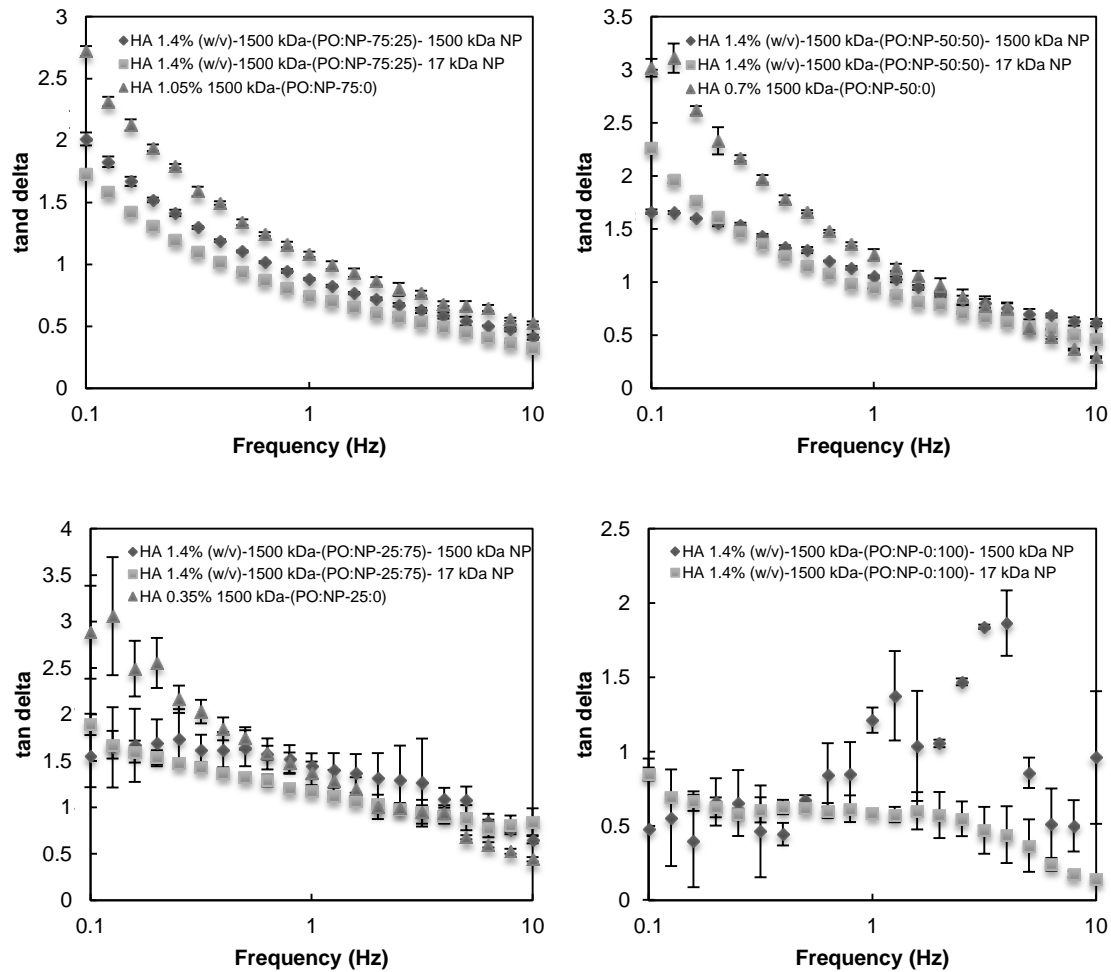 3
2.5
2
1.5
1
0.5
0
0.1
1
10
tand delta
Frequency (Hz)
HA 1.4% (w/v)-1500 kDa-(PO:NP-75:25)- 1500 kDa NP
HA 1.4% (w/v)-1500 kDa-(PO:NP-75:25)- 17 kDa NP
HA 1.05% 1500 kDa-(PO:NP-75:0)
3.5
3
2.5
2
1.5
1
0.5
0
0.1
1
10
tand delta
Frequency (Hz)
HA 1.4% (w/v)-1500 kDa-(PO:NP-50:50)- 1500 kDa NP
HA 1.4% (w/v)-1500 kDa-(PO:NP-50:50)- 17 kDa NP
HA 0.7% 1500 kDa-(PO:NP-50:0)
4
3.5
3
2.5
2
1.5
1
0.5
0
0.1
1
10
tan delta
Frequency (Hz)
HA 1.4% (w/v)-1500 kDa-(PO:NP-25:75)- 1500 kDa NP
HA 1.4% (w/v)-1500 kDa-(PO:NP-25:75)- 17 kDa NP
HA 0.35% 1500 kDa-(PO:NP-25:0)
2.5
2
1.5
1
0.5
0
0.1
1
10
tan delta
Frequency (Hz)
HA 1.4% (w/v)-1500 kDa-(PO:NP-0:100)- 1500 kDa NP
HA 1.4% (w/v)-1500 kDa-(PO:NP-0:100)- 17 kDa NP